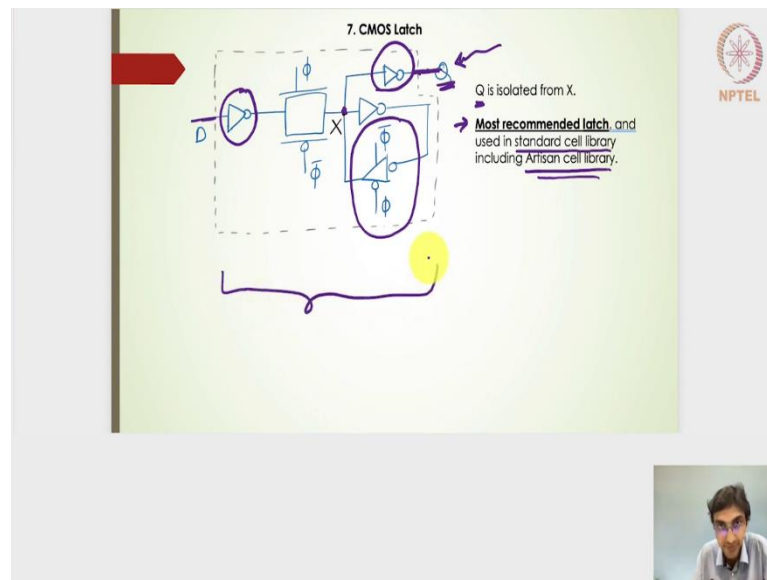 7. CMOS Latch
NPTEL
ϕ
Q
Q is isolated from X.
D
X
Most recommended latch, and
used in standard cell library
including Artisan cell library.
ϕ̅
ϕ̅
ϕ